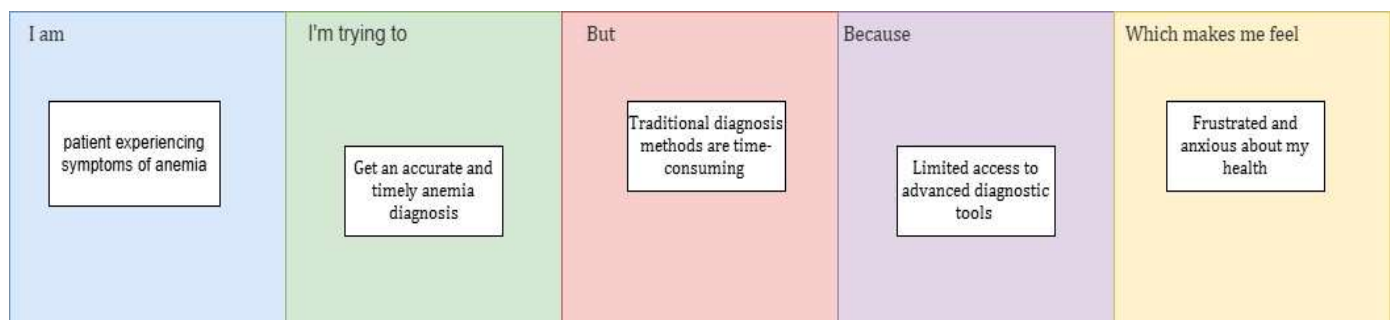 I am
patient experiencing
symptoms of anemia
I'm trying to
Get an accurate and
timely anemia
diagnosis
But
Traditional diagnosis
methods are time-
consuming
Because
Limited access to
advanced diagnostic
tools
Which makes me feel
Frustrated and
anxious about my
health